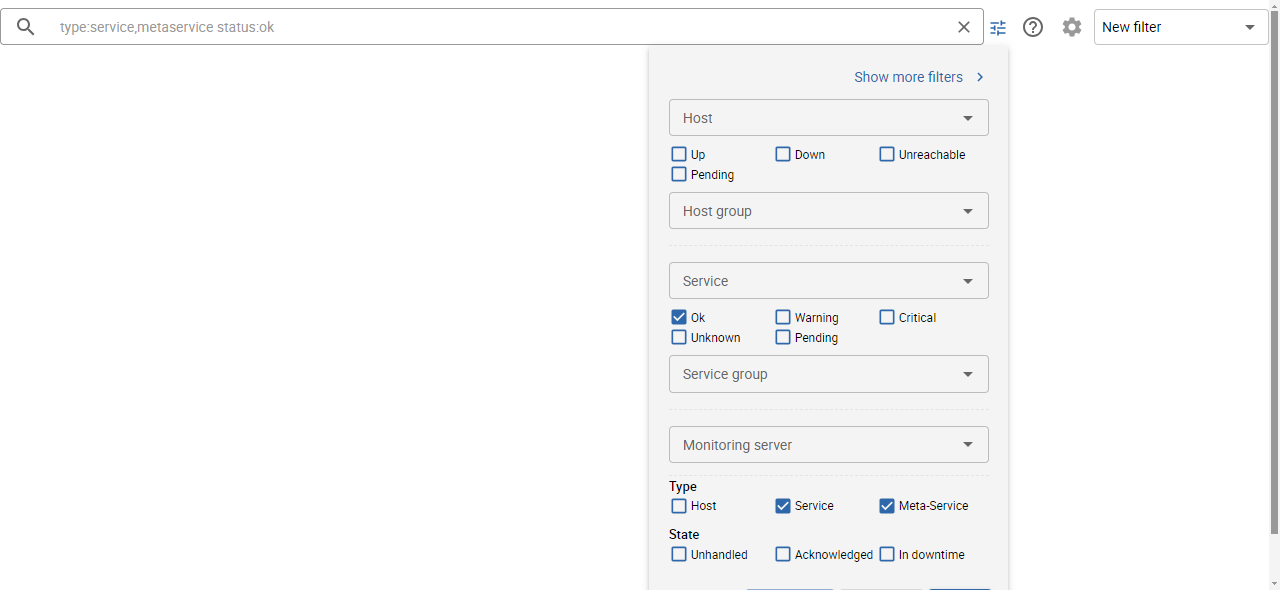 type:service,metaservice status:ok
New filter
Show more filters
Host
Up Down Unreachable
Pending
Host group
Service
Ok Warning Critical
Unknown Pending
Service group
Monitoring server
Type
Host Service Meta-Service
State
Unhandled Acknowledged In downtime